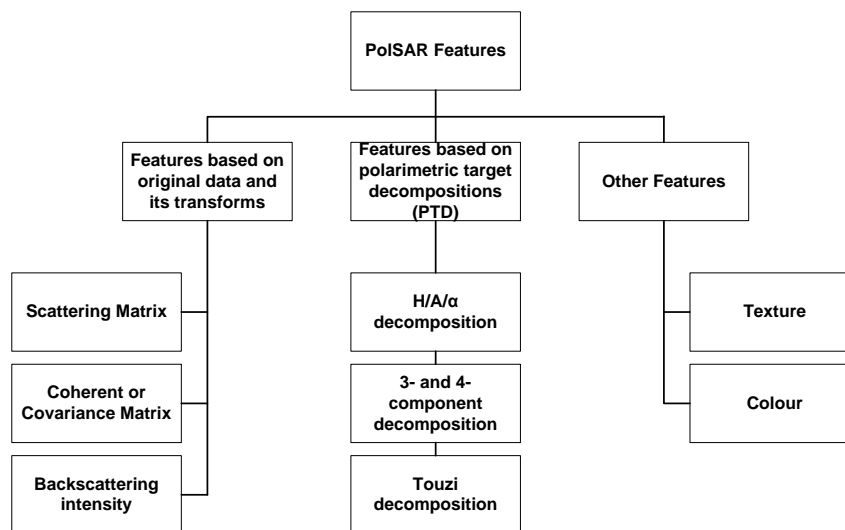 PolSAR Features
Features based on
original data and
its transforms
Features based on
polarimetric target
decompositions
(PTD)
Other Features
Scattering Matrix
Coherent or
Covariance Matrix
Backscattering
intensity
H/A/α
decomposition
3- and 4-
component
decomposition
Touzi
decomposition
Texture
Colour